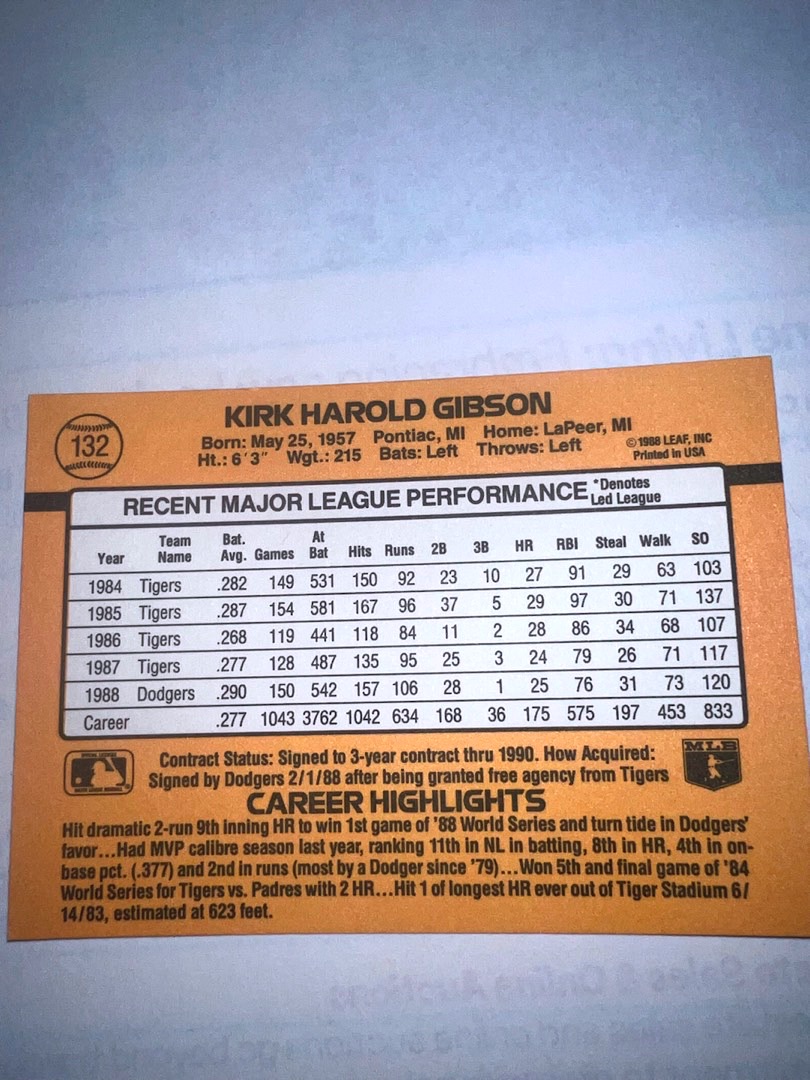 132
KIRK HAROLD GIBSON
Born: May 25, 1957 Pontiac, MI Home: LaPeer, MI
Ht.: 6'3" Wgt.: 215 Bats: Left Throws: Left
©1988 LEAF, INC
Printed in USA
RECENT MAJOR LEAGUE PERFORMANCE *Denotes Led League
Year Team Name Bat. Avg. Games At Bat Hits Runs 2B 3B HR RBI Steal Walk SO
1984 Tigers .282 149 531 150 92 23 10 27 91 29 63 103
1985 Tigers .287 154 581 167 96 37 5 29 97 30 71 137
1986 Tigers .268 119 441 118 84 11 2 28 86 34 68 107
1987 Tigers .277 128 487 135 95 25 3 24 79 26 71 117
1988 Dodgers .290 150 542 157 106 28 1 25 76 31 73 120
Career .277 1043 3762 1042 634 168 36 175 575 197 453 833
Contract Status: Signed to 3-year contract thru 1990. How Acquired:
Signed by Dodgers 2/1/88 after being granted free agency from Tigers
MLB
CAREER HIGHLIGHTS
Hit dramatic 2-run 9th inning HR to win 1st game of '88 World Series and turn tide in Dodgers'
favor...Had MVP calibre season last year, ranking 11th in NL in batting, 8th in HR, 4th in on-
base pct. (.377) and 2nd in runs (most by a Dodger since '79)...Won 5th and final game of '84
World Series for Tigers vs. Padres with 2 HR...Hit 1 of longest HR ever out of Tiger Stadium 6/
14/83, estimated at 623 feet.